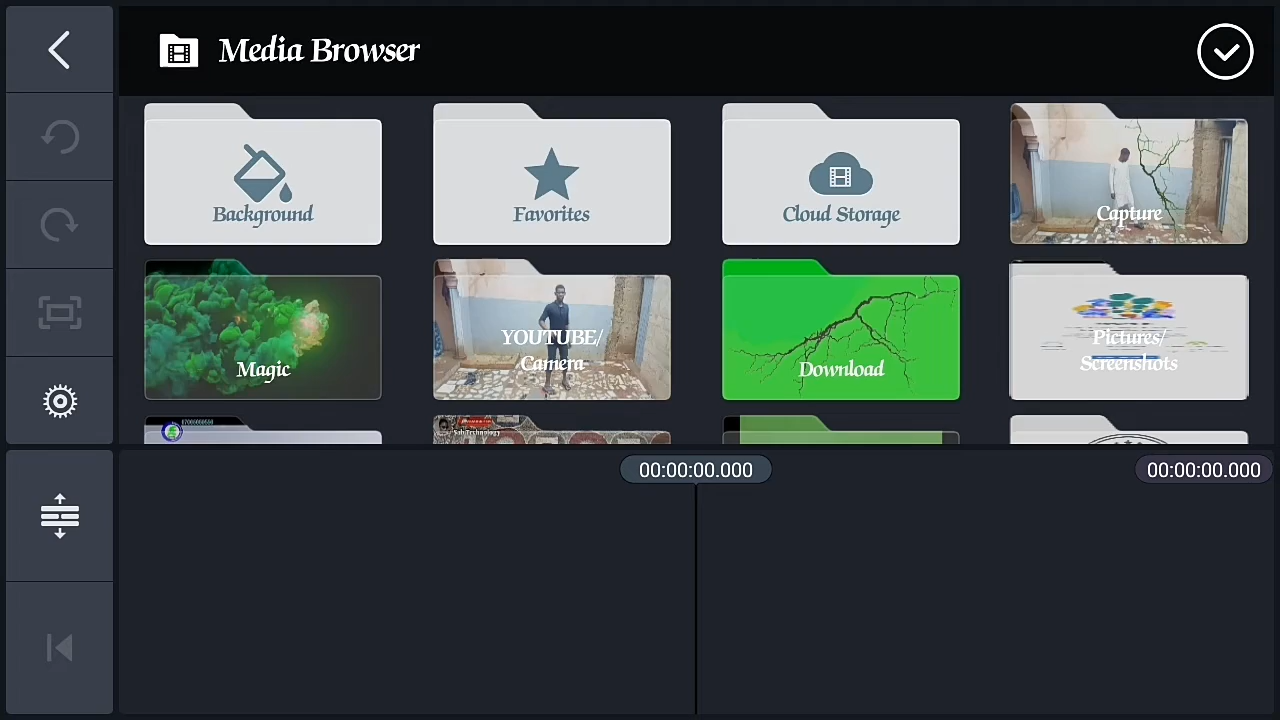 Media Browser
Background
Favorites
Cloud Storage
Capture
Magic
YOUTUBE/
Camera
Download
Pictures/
Screenshots
00:00:00.000
00:00:00.000